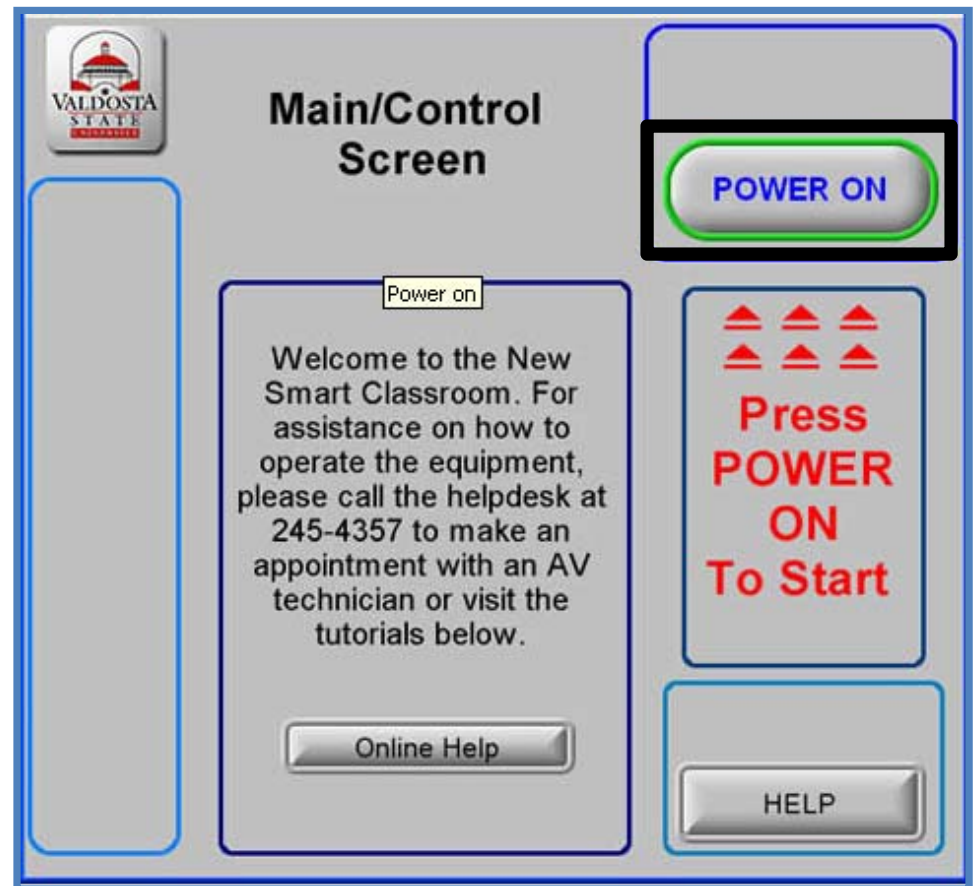 VALDOSTA
STATE
UNIVERSITY
Main/Control
Screen
POWER ON
Power on
Welcome to the New
Smart Classroom. For
assistance on how to
operate the equipment,
please call the helpdesk at
245-4357 to make an
appointment with an AV
technician or visit the
tutorials below.
Online Help
Press
POWER
ON
To Start
HELP